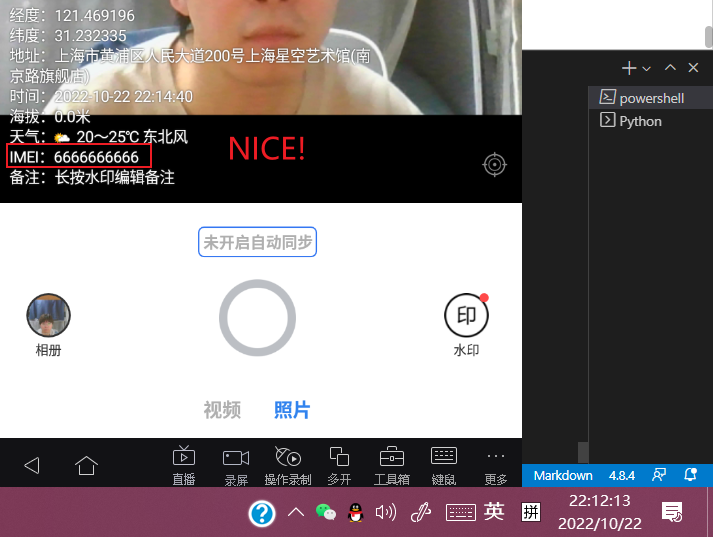 经度：121.469196
纬度：31.232335
地址：上海市黄浦区人民大道200号上海星空艺术馆(南
京路旗舰店)
时间：2022-10-22 22:14:40
海拔：0.0米
天气：🌤 20～25℃ 东北风
IMEI：6666666666
NICE!
备注：长按水印编辑备注
未开启自动同步
印
相册
水印
视频 照片
直播 录屏 操作录制 多开 工具箱 键鼠 更多
powershell
Python
Markdown 4.8.4
英 拼 22:12:13
2022/10/22